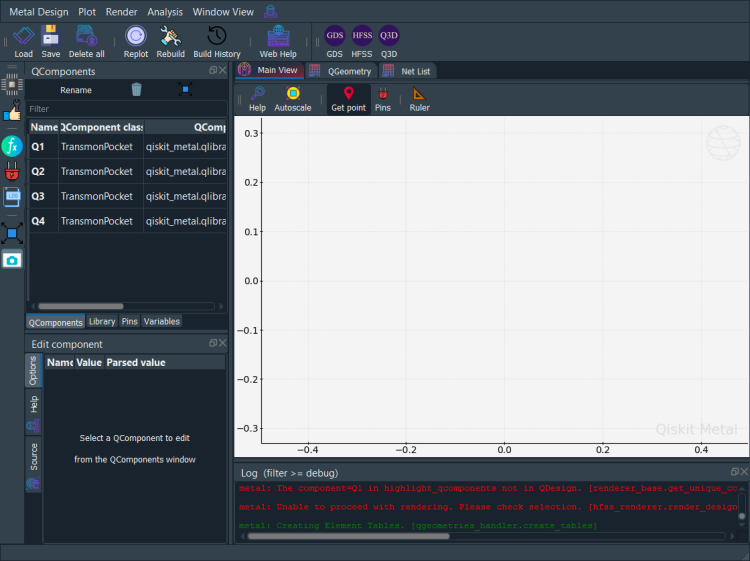 Metal Design Plot Render Analysis Window View
Load Save Delete all Replot Rebuild Build History Web Help GDS HFSS Q3D
GDS HFSS Q3D
QComponents
Rename
Filter
Name QComponent class QComp
Q1 TransmonPocket qiskit_metal.qlibra
Q2 TransmonPocket qiskit_metal.qlibra
Q3 TransmonPocket qiskit_metal.qlibra
Q4 TransmonPocket qiskit_metal.qlibra
QComponents Library Pins Variables
Edit component
Options
Help
Source
Name Value Parsed value
Select a QComponent to edit
from the QComponents window
Main View QGeometry Net List
Help Autoscale Get point Pins Ruler
0.3
0.2
0.1
0.0
−0.1
−0.2
−0.3
−0.4 −0.2 0.0 0.2 0.4
Qiskit Metal
Log (filter >= debug)
metal: The component=Q1 in highlight_qcomponents not in QDesign. [renderer_base.get_unique_co
metal: Unable to proceed with rendering. Please check selection. [hfss_renderer.render_design
metal: Creating Element Tables. [qgeometries_handler.create_tables]